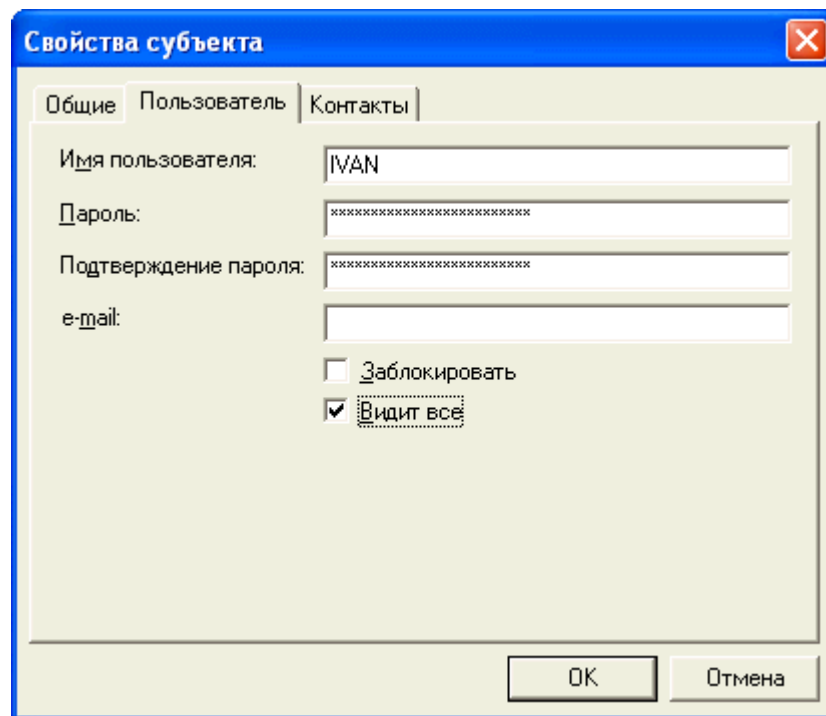 Свойства субъекта
Общие Пользователь Контакты
Имя пользователя: IVAN
Пароль: *************************
Подтверждение пароля: *************************
e-mail:
Заблокировать
Видит все
OK Отмена